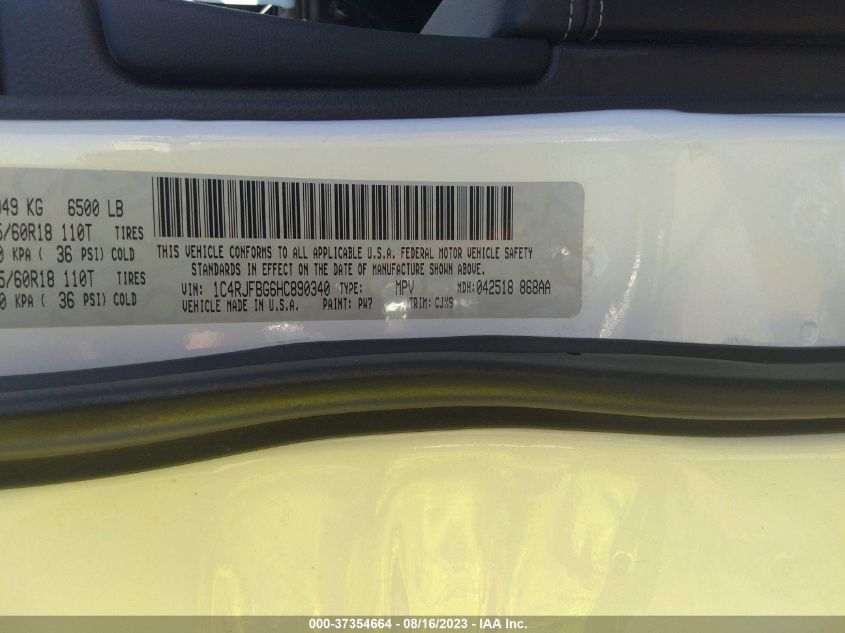 049 KG 6500 LB
5/60R18 110T TIRES
0 KPA ( 36 PSI) COLD
5/60R18 110T TIRES
0 KPA ( 36 PSI) COLD
THIS VEHICLE CONFORMS TO ALL APPLICABLE U.S.A. FEDERAL MOTOR VEHICLE SAFETY
STANDARDS IN EFFECT ON THE DATE OF MANUFACTURE SHOWN ABOVE.
VIN: 1C4RJFBG6HC890340 TYPE: MPV MDH: 042518 868AA
VEHICLE MADE IN U.S.A. PAINT: PW7 TRIM: CJX9
000-37354664 - 08/16/2023 - IAA Inc.